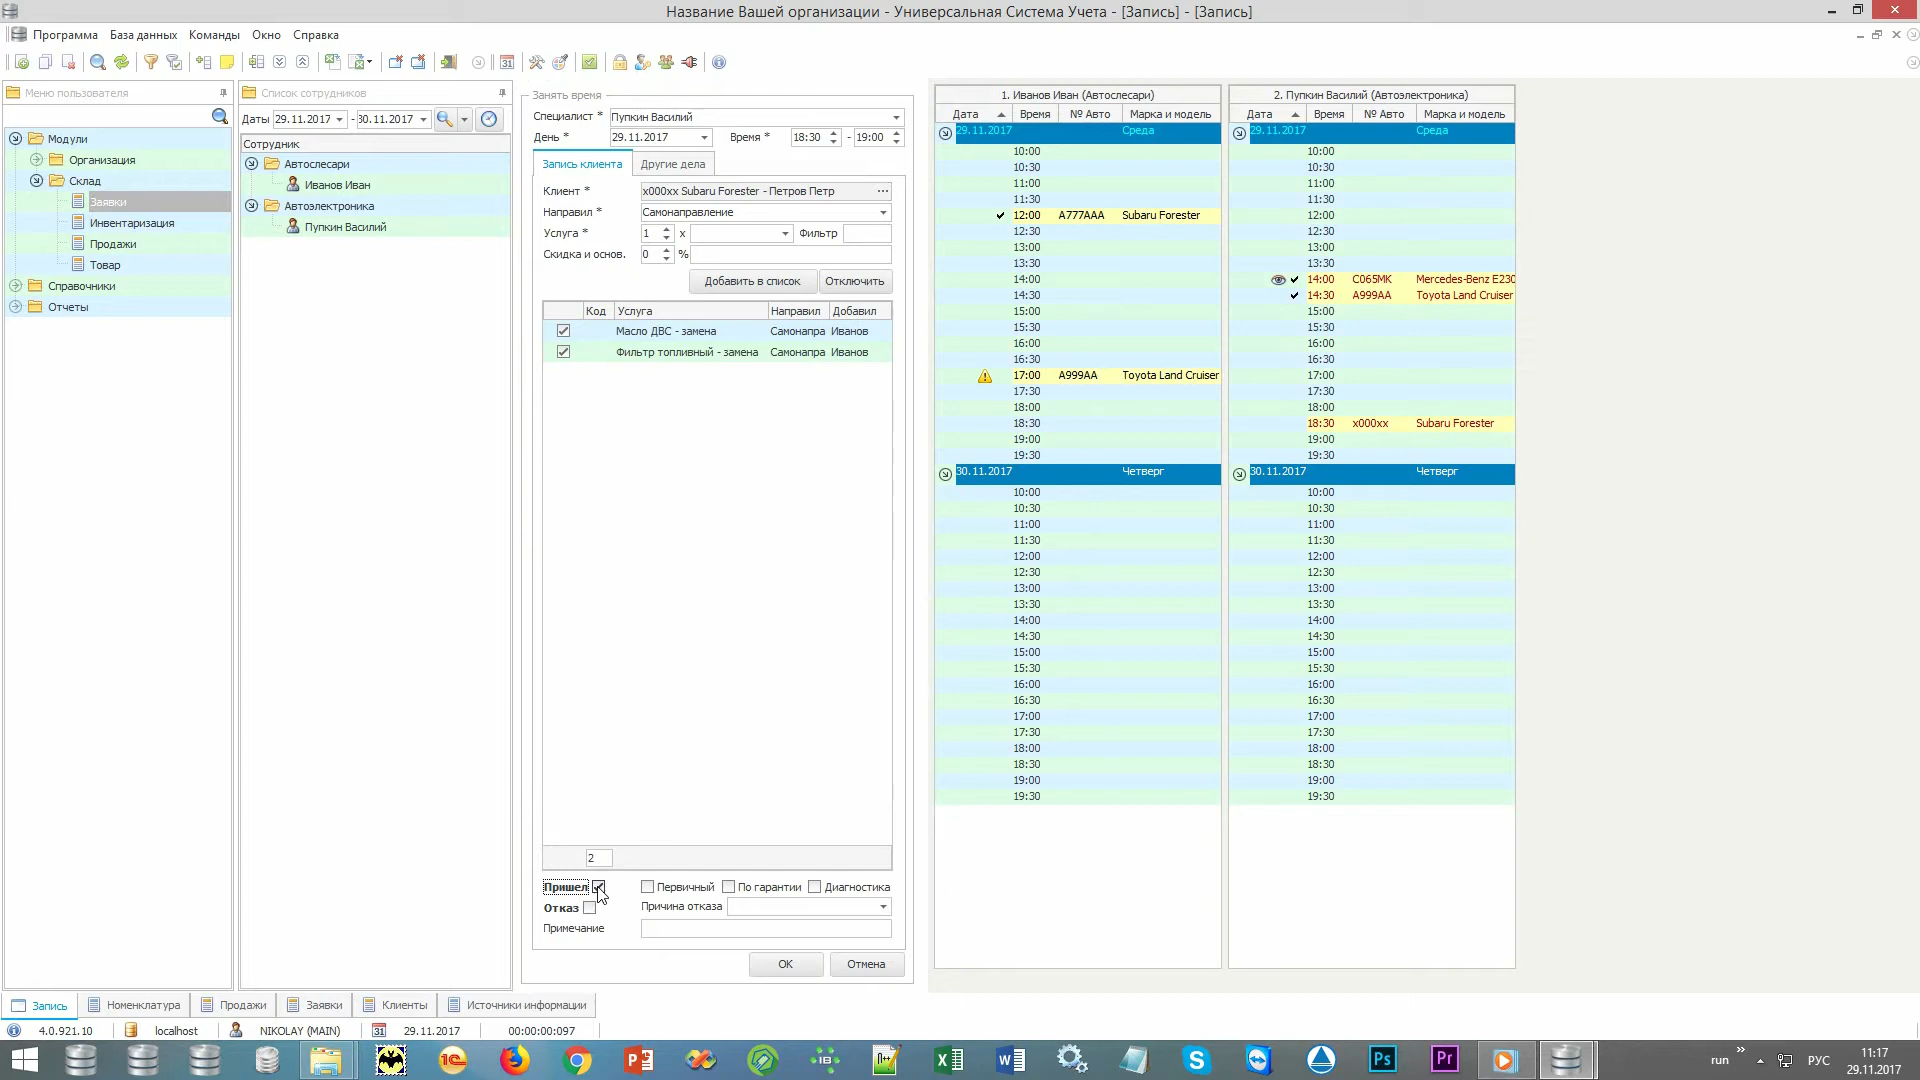 Название Вашей организации - Универсальная Система Учета - [Запись] - [Запись]
Программа База данных Команды Окно Справка
Меню пользователя
Модули
Организация
Склад
Заявки
Инвентаризация
Продажи
Товар
Справочники
Отчеты
Список сотрудников
Даты 29.11.2017 - 30.11.2017
Сотрудник
Автослесари
Иванов Иван
Автоэлектроника
Пупкин Василий
Занять время
Специалист * Пупкин Василий
День * 29.11.2017 Время * 18:30 - 19:00
Запись клиента Другие дела
Клиент * x000xx Subaru Forester - Петров Петр ...
Направил * Самонаправление
Услуга * 1 x Фильтр
Скидка и основ. 0 %
Добавить в список Отключить
Код Услуга Направил Добавил
Масло ДВС - замена Самонапра Иванов
Фильтр топливный - замена Самонапра Иванов
2
Пришел Первичный По гарантии Диагностика
Отказ Причина отказа
Примечание
OK Отмена
1. Иванов Иван (Автослесари)
Дата Время № Авто Марка и модель
29.11.2017 Среда
10:00
10:30
11:00
11:30
12:00 A777AAA Subaru Forester
12:30
13:00
13:30
14:00
14:30
15:00
15:30
16:00
16:30
17:00 A999AA Toyota Land Cruiser
17:30
18:00
18:30
19:00
19:30
30.11.2017 Четверг
10:00
10:30
11:00
11:30
12:00
12:30
13:00
13:30
14:00
14:30
15:00
15:30
16:00
16:30
17:00
17:30
18:00
18:30
19:00
19:30
2. Пупкин Василий (Автоэлектроника)
Дата Время № Авто Марка и модель
29.11.2017 Среда
10:00
10:30
11:00
11:30
12:00
12:30
13:00
13:30
14:00 C065MK Mercedes-Benz E230
14:30 A999AA Toyota Land Cruiser
15:00
15:30
16:00
16:30
17:00
17:30
18:00
18:30 x000xx Subaru Forester
19:00
19:30
30.11.2017 Четверг
10:00
10:30
11:00
11:30
12:00
12:30
13:00
13:30
14:00
14:30
15:00
15:30
16:00
16:30
17:00
17:30
18:00
18:30
19:00
19:30
Запись Номенклатура Продажи Заявки Клиенты Источники информации
4.0.921.10 localhost NIKOLAY (MAIN) 31 29.11.2017 00:00:00:097
run РУС 11:17
29.11.2017